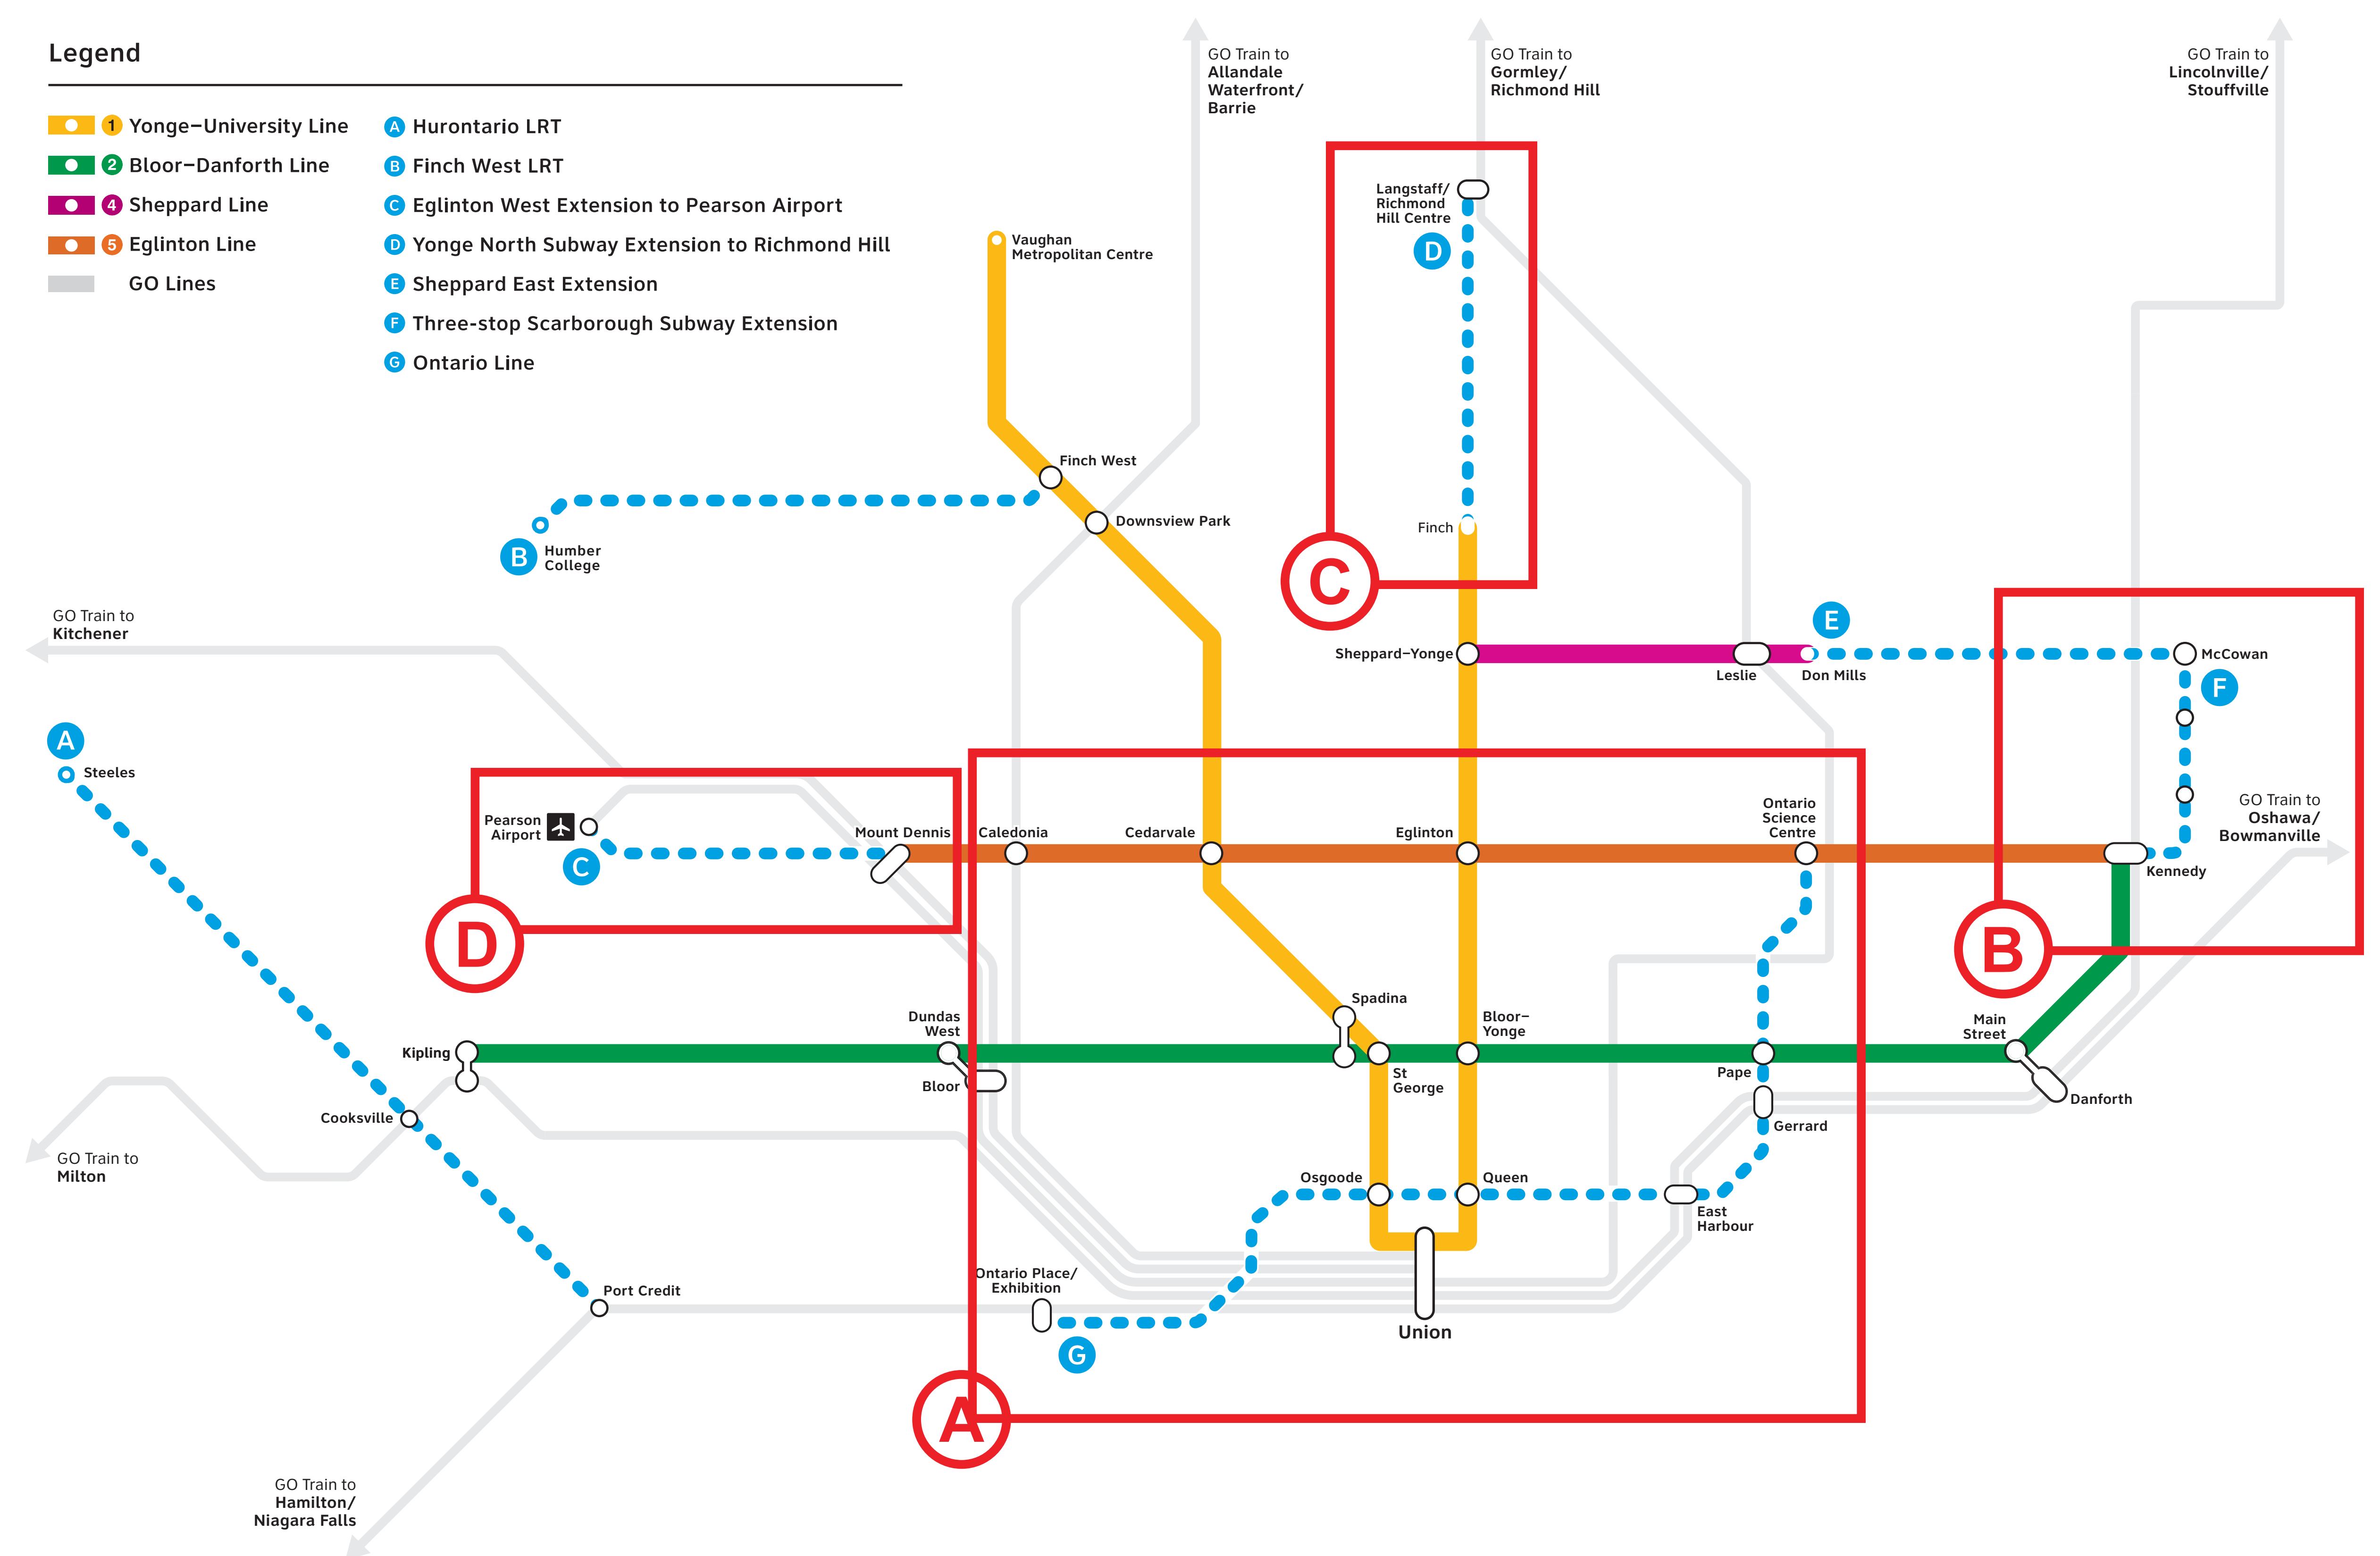 Legend
1 Yonge–University Line
2 Bloor–Danforth Line
4 Sheppard Line
5 Eglinton Line
GO Lines
A Hurontario LRT
B Finch West LRT
C Eglinton West Extension to Pearson Airport
D Yonge North Subway Extension to Richmond Hill
E Sheppard East Extension
F Three-stop Scarborough Subway Extension
G Ontario Line
GO Train to
Allandale
Waterfront/
Barrie
GO Train to
Gormley/
Richmond Hill
GO Train to
Lincolnville/
Stouffville
Langstaff/
Richmond
Hill Centre
D
Vaughan
Metropolitan Centre
Finch West
Downsview Park
Finch
B
Humber
College
C
GO Train to
Kitchener
E
Sheppard–Yonge
Leslie
Don Mills
McCowan
F
A
Steeles
Pearson
Airport
C
Mount Dennis
Caledonia
Cedarvale
Eglinton
Ontario
Science
Centre
GO Train to
Oshawa/
Bowmanville
Kennedy
D
B
Dundas
West
Spadina
Bloor–
Yonge
Main
Street
Kipling
Bloor
St
George
Pape
Danforth
Cooksville
Gerrard
GO Train to
Milton
Osgoode
Queen
East
Harbour
Ontario Place/
Exhibition
Port Credit
Union
G
A
GO Train to
Hamilton/
Niagara Falls